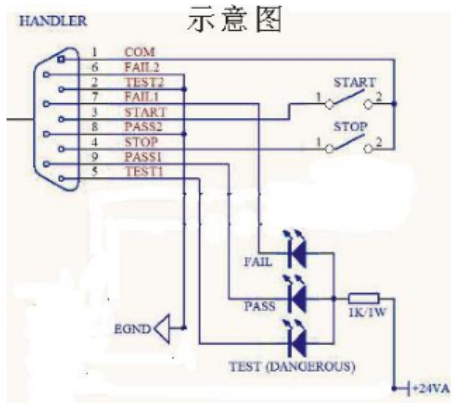 HANDLER
示意图
1 COM
6 FAIL2
2 TEST2
7 FAIL1
3 START
8 PASS2
4 STOP
9 PASS1
5 TEST1
START
1 2
STOP
1 2
FAIL
PASS
1K/1W
EGND
TEST (DANGEROUS)
+24VA